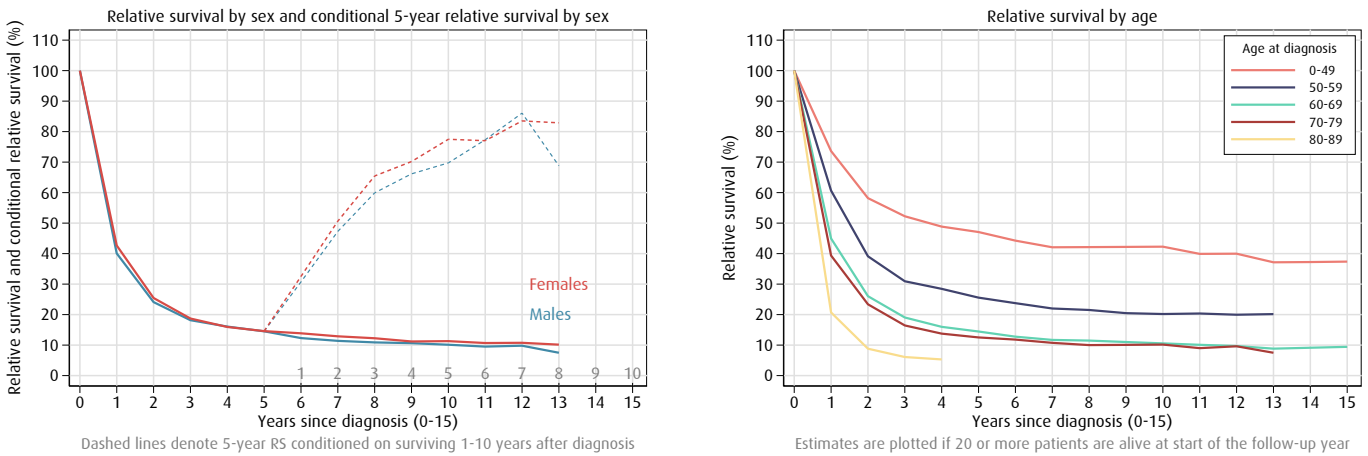 Relative survival by sex and conditional 5-year relative survival by sex
Relative survival and conditional relative survival (%)
110
100
90
80
70
60
50
40
30
20
10
0
Females
Males
1 2 3 4 5 6 7 8 9 10
0 1 2 3 4 5 6 7 8 9 10 11 12 13 14 15
Years since diagnosis (0-15)
Dashed lines denote 5-year RS conditioned on surviving 1-10 years after diagnosis
Relative survival by age
Relative survival (%)
110
100
90
80
70
60
50
40
30
20
10
0
Age at diagnosis
0-49
50-59
60-69
70-79
80-89
0 1 2 3 4 5 6 7 8 9 10 11 12 13 14 15
Years since diagnosis (0-15)
Estimates are plotted if 20 or more patients are alive at start of the follow-up year